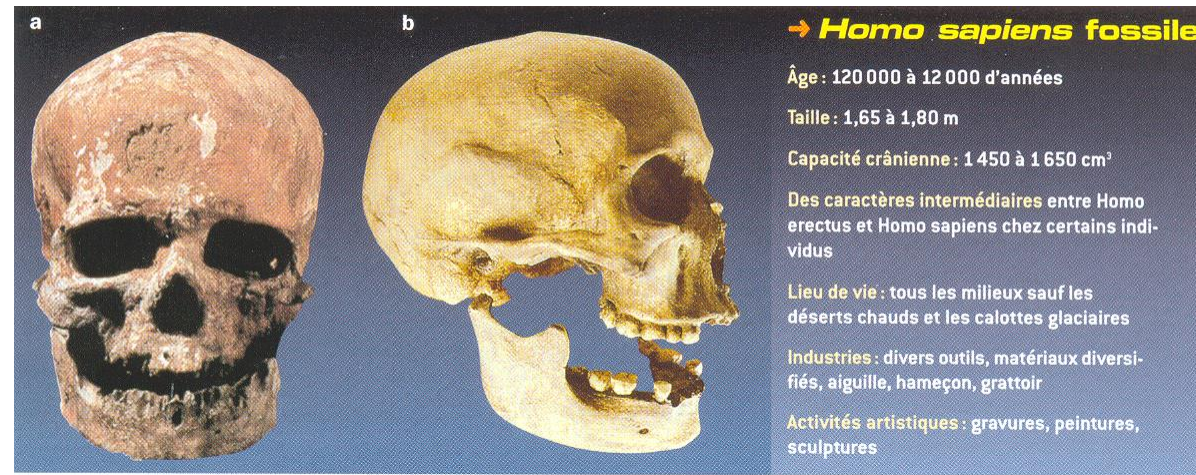 a
b
→ Homo sapiens fossile
Âge : 120 000 à 12 000 d'années
Taille : 1,65 à 1,80 m
Capacité crânienne : 1 450 à 1 650 cm³
Des caractères intermédiaires entre Homo
erectus et Homo sapiens chez certains indi-
vidus
Lieu de vie : tous les milieux sauf les
déserts chauds et les calottes glaciaires
Industries : divers outils, matériaux diversi-
fiés, aiguille, hameçon, grattoir
Activités artistiques : gravures, peintures,
sculptures